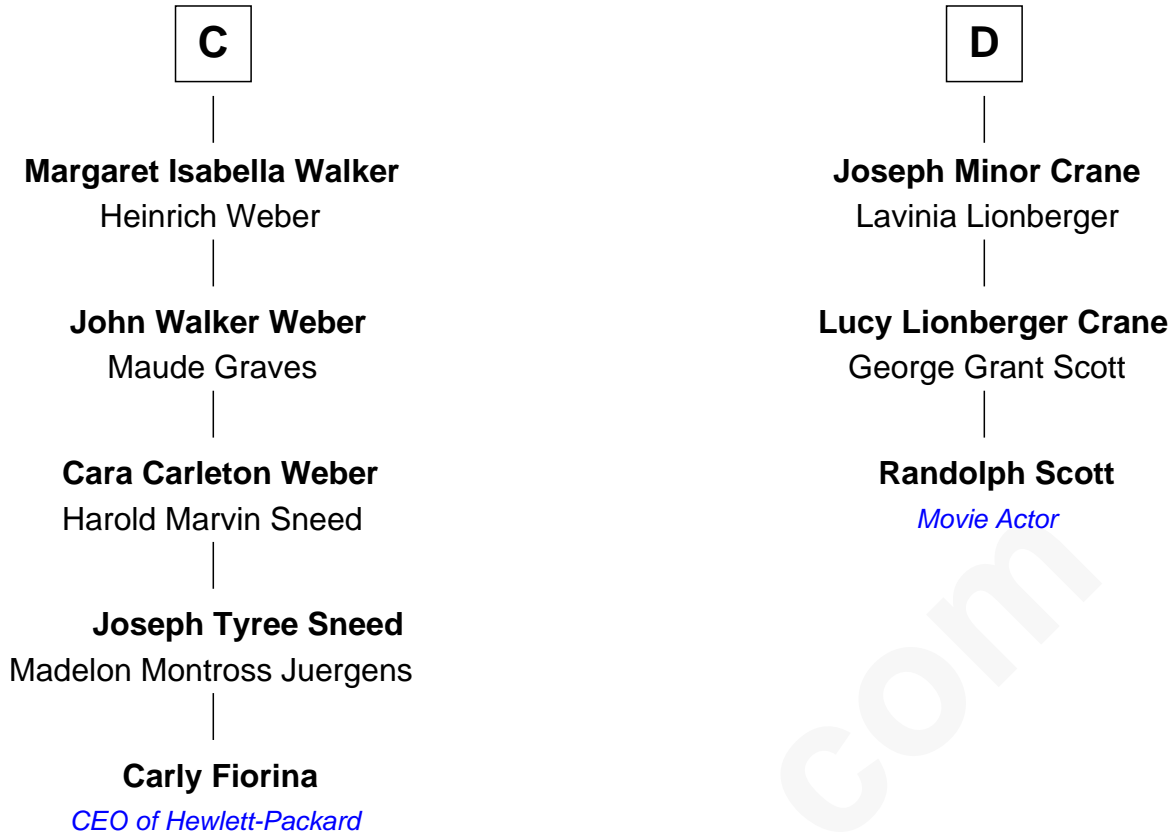 C
Margaret Isabella Walker
Heinrich Weber
John Walker Weber
Maude Graves
Cara Carleton Weber
Harold Marvin Sneed
Joseph Tyree Sneed
Madelon Montross Juergens
Carly Fiorina
CEO of Hewlett-Packard
D
Joseph Minor Crane
Lavinia Lionberger
Lucy Lionberger Crane
George Grant Scott
Randolph Scott
Movie Actor
com